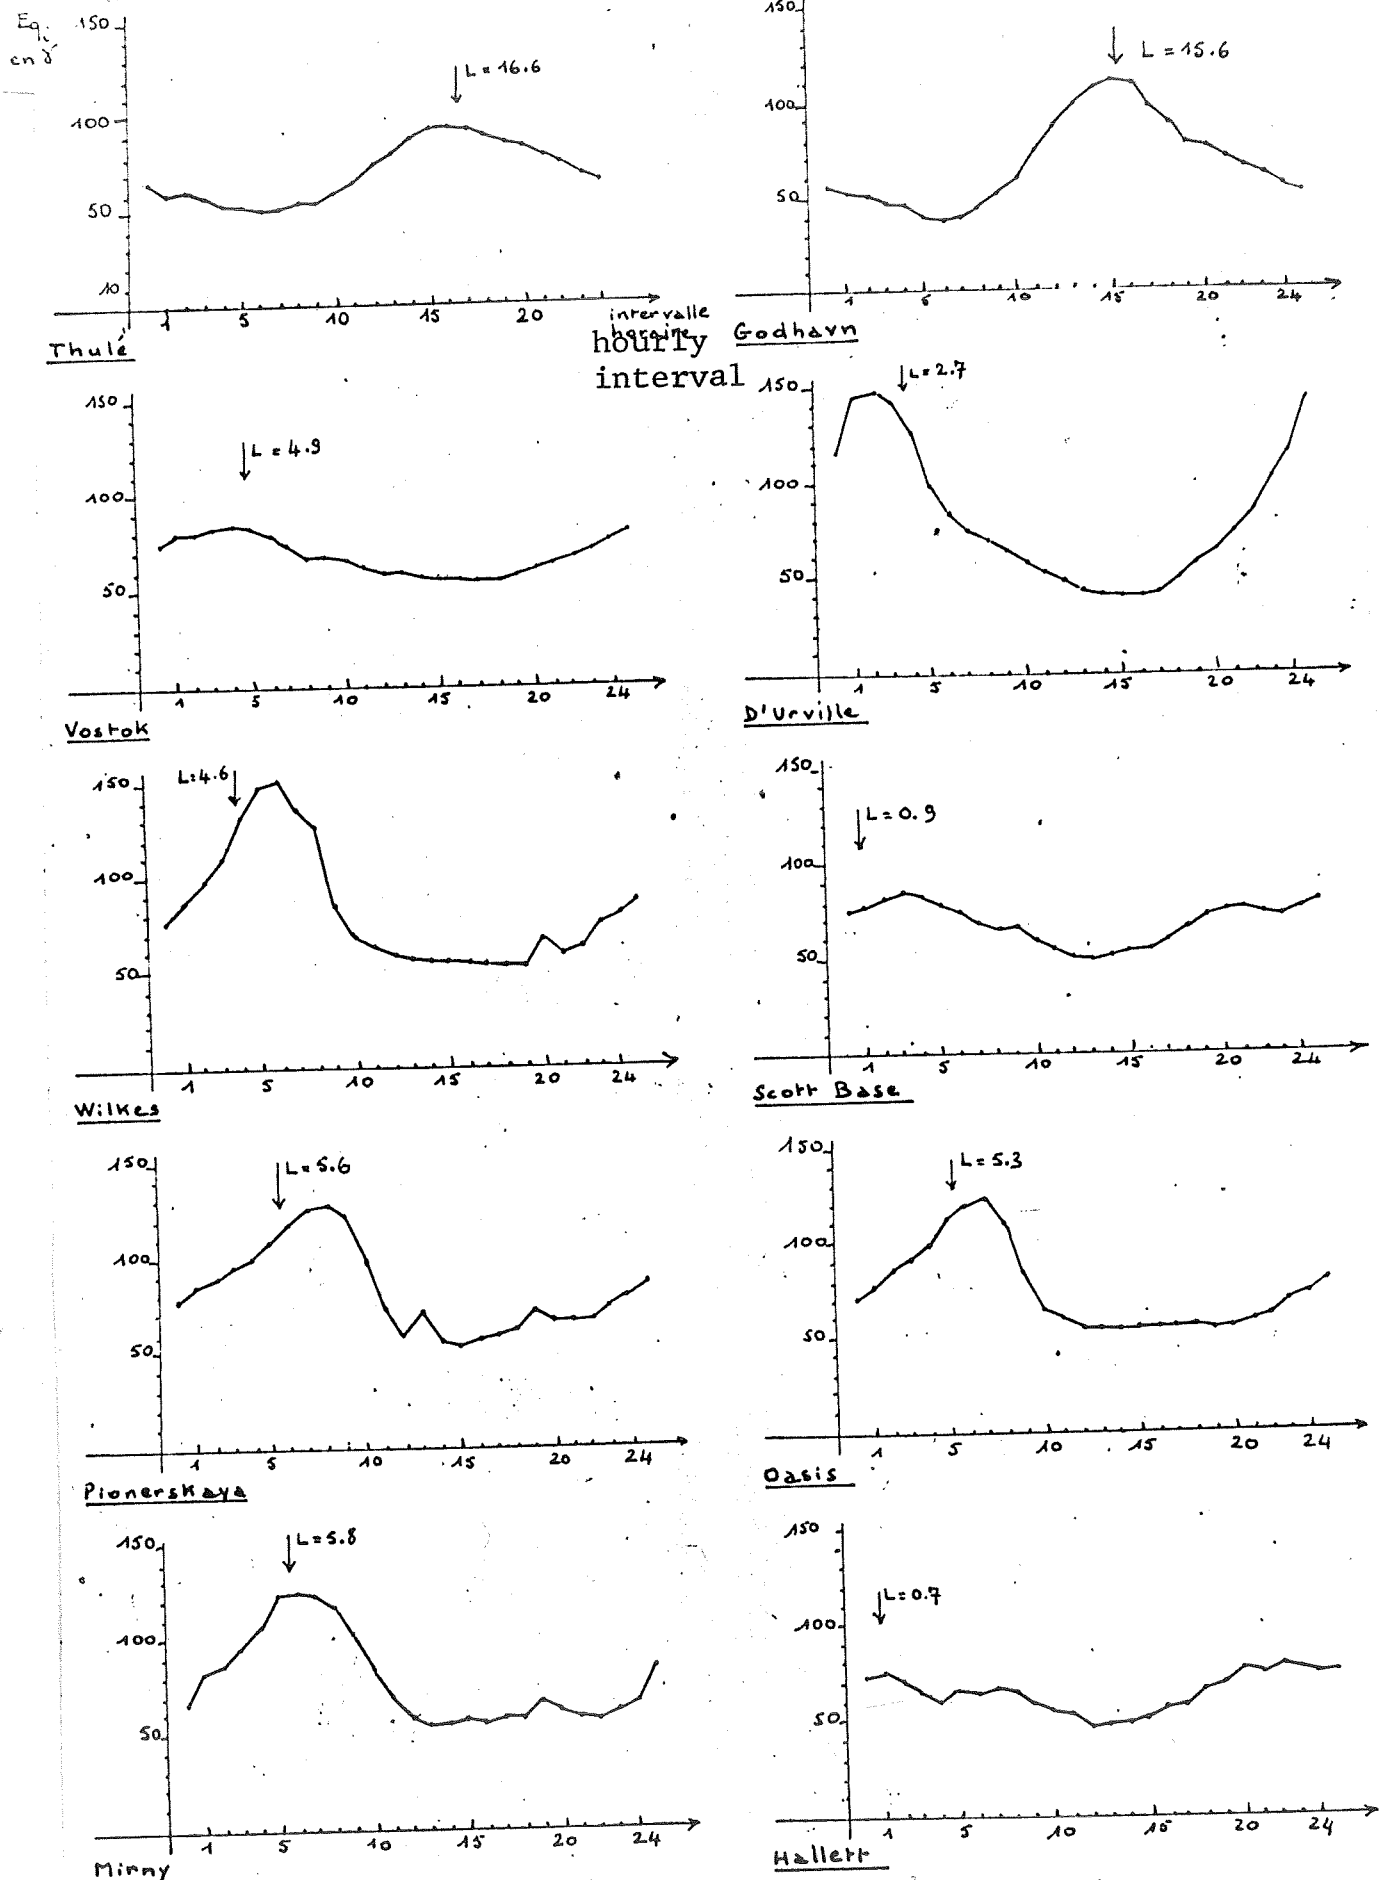 Eqi
en γ
150
L = 16.6
100
50
10
1 5 10 15 20 intervalle
horaire
hourly
interval
Thulé
150
L = 15.6
100
50
1 6 10 15 20 24
Godhavn
150
L = 4.9
100
50
1 5 10 15 20 24
Vostok
150
L = 2.7
100
50
1 5 10 15 20 24
D'Urville
150
L = 4.6
100
50
1 5 10 15 20 24
Wilkes
150
L = 0.9
100
50
1 5 10 15 20 24
Scott Base
150
L = 5.6
100
50
1 5 10 15 20 24
Pionerskaya
150
L = 5.3
100
50
1 5 10 15 20 24
Oasis
150
L = 5.8
100
50
1 5 10 15 20 24
Mirny
150
L = 0.7
100
50
1 5 10 15 20 24
Hallett